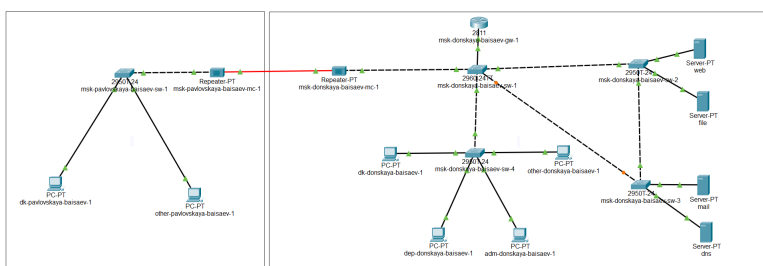 2950T-24
msk-pavlovskaya-baisaev-sw-1
Repeater-PT
msk-pavlovskaya-baisaev-mc-1
PC-PT
dk-pavlovskaya-baisaev-1
PC-PT
other-pavlovskaya-baisaev-1
2811
msk-donskaya-baisaev-gw-1
Repeater-PT
msk-donskaya-baisaev-mc-1
msk-donskaya-baisaev-sw-1
2950T-24
msk-donskaya-baisaev-sw-2
Server-PT
web
Server-PT
file
PC-PT
dk-donskaya-baisaev-1
2950T-24
msk-donskaya-baisaev-sw-4
PC-PT
other-donskaya-baisaev-1
2950T-24
msk-donskaya-baisaev-sw-3
Server-PT
mail
Server-PT
dns
PC-PT
dep-donskaya-baisaev-1
PC-PT
adm-donskaya-baisaev-1